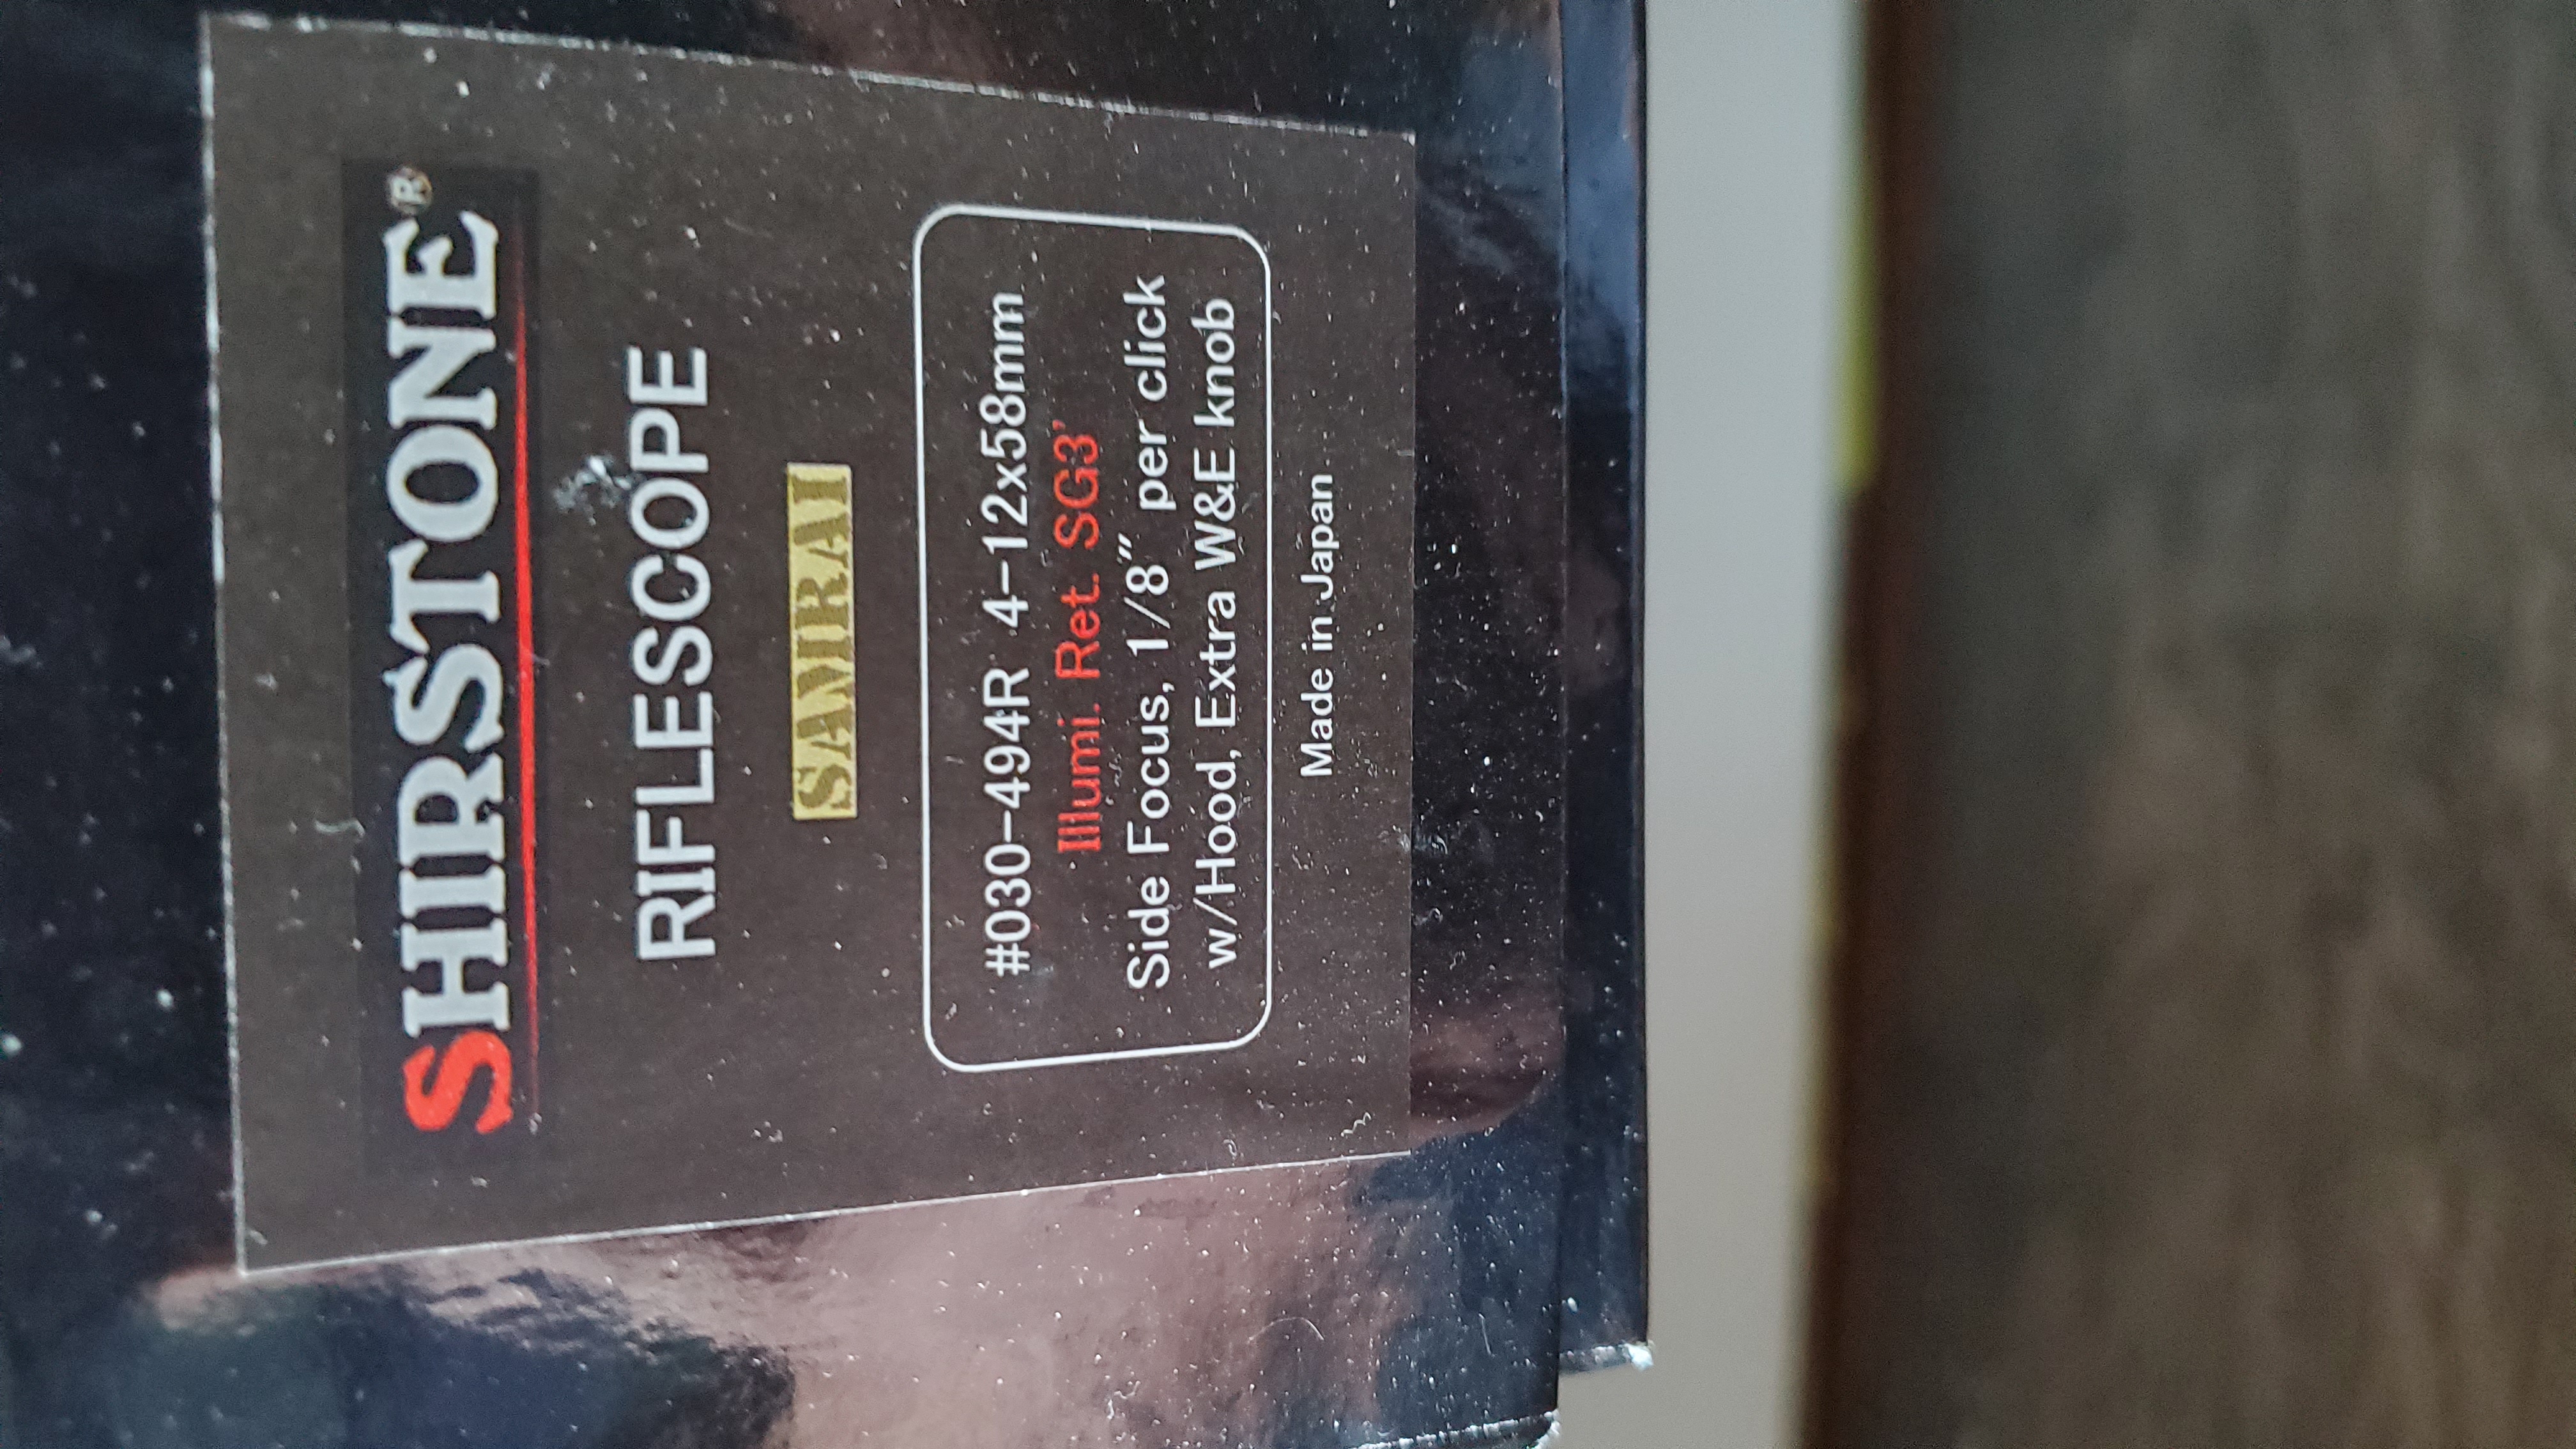 SHIRSTONE®
RIFLESCOPE
SAMIRAI
#030-494R 4-12x58mm
Illumi. Ret. SG3'
Side Focus, 1/8" per click
w/Hood, Extra W&E knob
Made in Japan